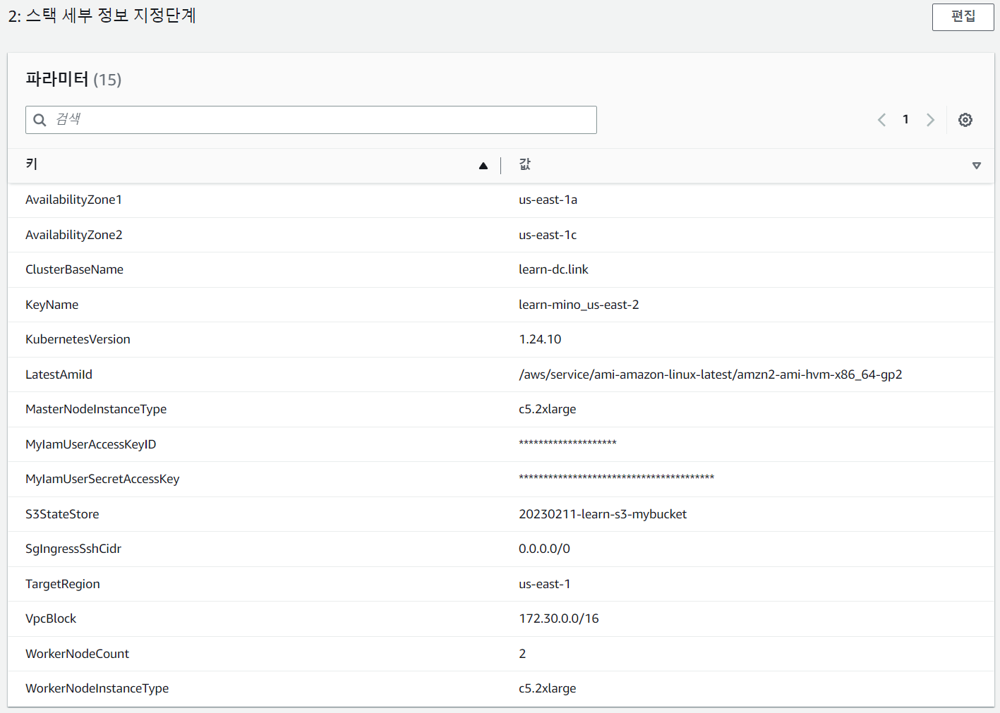 2: 스택 세부 정보 지정단계
편집
파라미터 (15)
검색
1
키 값
AvailabilityZone1 us-east-1a
AvailabilityZone2 us-east-1c
ClusterBaseName learn-dc.link
KeyName learn-mino_us-east-2
KubernetesVersion 1.24.10
LatestAmiId /aws/service/ami-amazon-linux-latest/amzn2-ami-hvm-x86_64-gp2
MasterNodeInstanceType c5.2xlarge
MyIamUserAccessKeyID ********************
MyIamUserSecretAccessKey ****************************************
S3StateStore 20230211-learn-s3-mybucket
SgIngressSshCidr 0.0.0.0/0
TargetRegion us-east-1
VpcBlock 172.30.0.0/16
WorkerNodeCount 2
WorkerNodeInstanceType c5.2xlarge